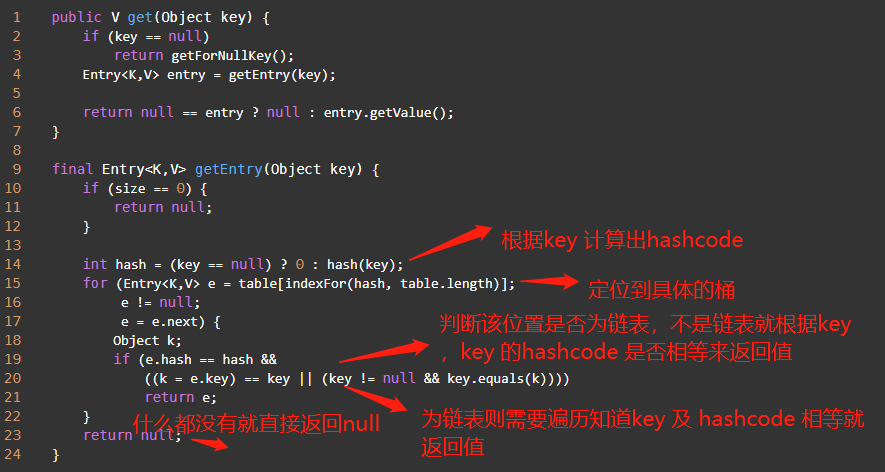 1 public V get(Object key) {
2 if (key == null)
3 return getForNullKey();
4 Entry<K,V> entry = getEntry(key);
5
6 return null == entry ? null : entry.getValue();
7 }
8
9 final Entry<K,V> getEntry(Object key) {
10 if (size == 0) {
11 return null;
12 }
13
根据key 计算出hashcode
14 int hash = (key == null) ? 0 : hash(key);
15 for (Entry<K,V> e = table[indexFor(hash, table.length)];
定位到具体的桶
16 e != null;
17 e = e.next) {
判断该位置是否为链表，不是链表就根据key
，key 的hashcode 是否相等来返回值
18 Object k;
19 if (e.hash == hash &&
20 ((k = e.key) == key || (key != null && key.equals(k))))
21 return e;
为链表则需要遍历知道key 及 hashcode 相等就
返回值
22 }
什么都没有就直接返回null
23 return null;
24 }